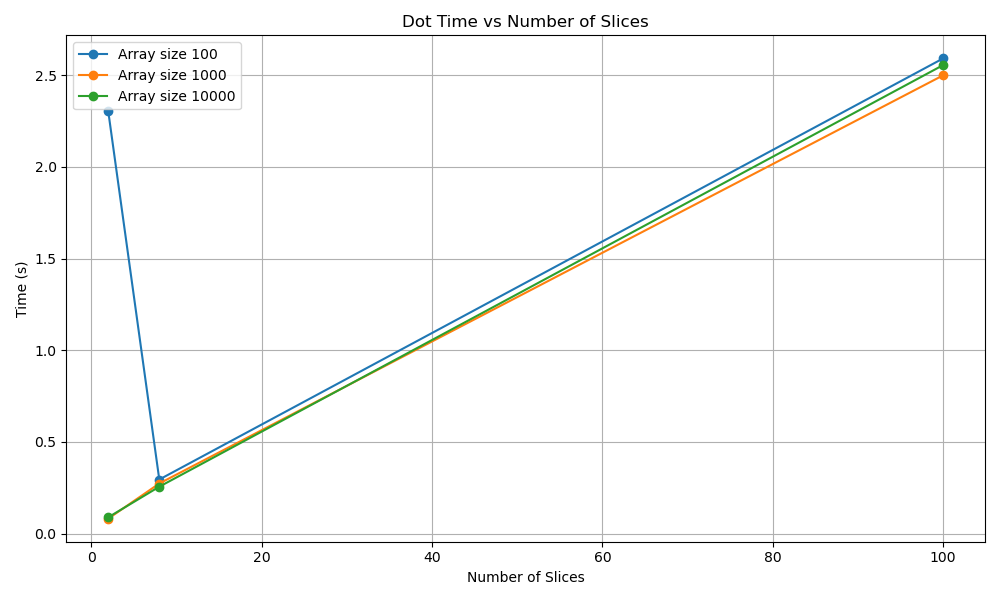 Dot Time vs Number of Slices
Array size 100
Array size 1000
Array size 10000
2.5
2.0
1.5
1.0
0.5
0.0
Time (s)
0 20 40 60 80 100
Number of Slices